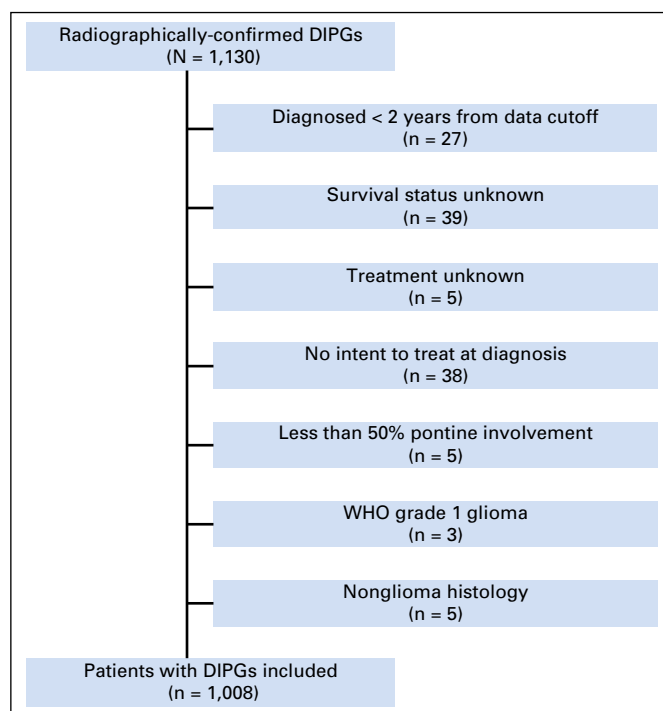 Radiographically-confirmed DIPGs
(N = 1,130)
Diagnosed < 2 years from data cutoff
(n = 27)
Survival status unknown
(n = 39)
Treatment unknown
(n = 5)
No intent to treat at diagnosis
(n = 38)
Less than 50% pontine involvement
(n = 5)
WHO grade 1 glioma
(n = 3)
Nonglioma histology
(n = 5)
Patients with DIPGs included
(n = 1,008)